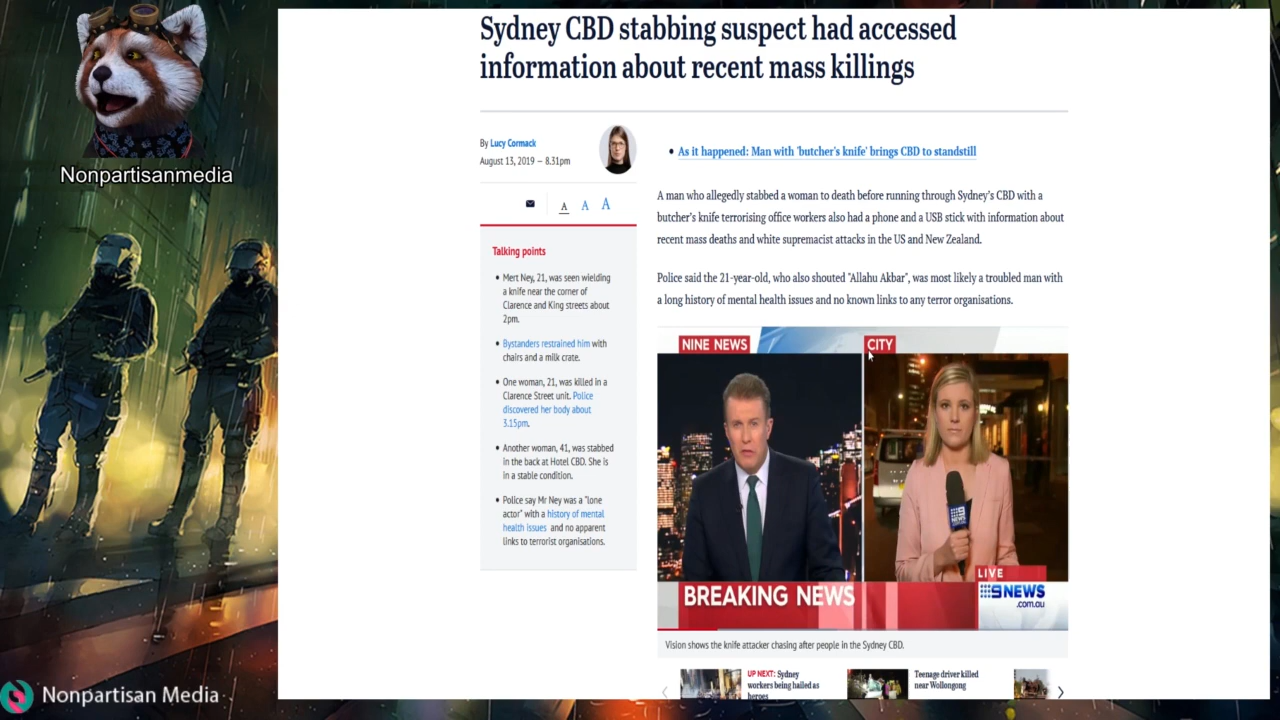 Sydney CBD stabbing suspect had accessed
information about recent mass killings
Nonpartisanmedia
By Lucy Cormack
August 13, 2019 — 8.31pm
A A A
Talking points
• Mert Ney, 21, was seen wielding
a knife near the corner of
Clarence and King streets about
2pm.
• Bystanders restrained him with
chairs and a milk crate.
• One woman, 21, was killed in a
Clarence Street unit. Police
discovered her body about
3.15pm.
• Another woman, 41, was stabbed
in the back at Hotel CBD. She is
in a stable condition.
• Police say Mr Ney was a "lone
actor" with a history of mental
health issues and no apparent
links to terrorist organisations.
• As it happened: Man with 'butcher's knife' brings CBD to standstill
A man who allegedly stabbed a woman to death before running through Sydney's CBD with a
butcher's knife terrorising office workers also had a phone and a USB stick with information about
recent mass deaths and white supremacist attacks in the US and New Zealand.
Police said the 21-year-old, who also shouted "Allahu Akbar", was most likely a troubled man with
a long history of mental health issues and no known links to any terror organisations.
NINE NEWS
CITY
9 NEWS
LIVE
BREAKING NEWS
9NEWS
.com.au
Vision shows the knife attacker chasing after people in the Sydney CBD.
UP NEXT: Sydney
workers being hailed as
heroes
Teenage driver killed
near Wollongong
Nonpartisan Media